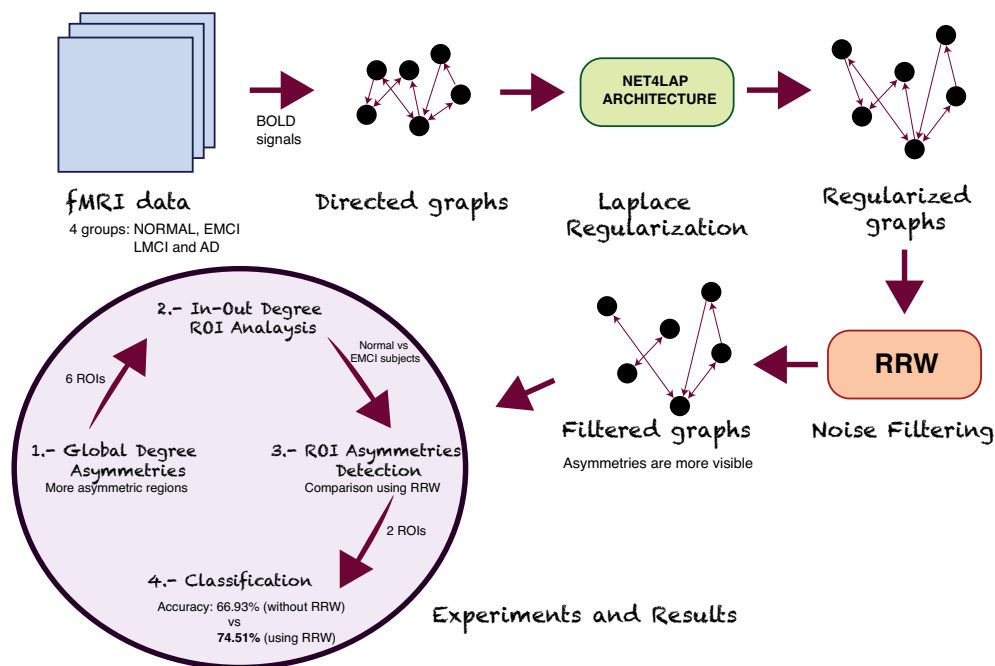 BOLD
signals
NET4LAP
ARCHITECTURE
fMRI data
4 groups: NORMAL, EMCI
LMCI and AD
Directed graphs
Laplace
Regularization
Regularized
graphs
RRW
Noise Filtering
Filtered graphs
Asymmetries are more visible
2.- In-Out Degree
ROI Analaysis
6 ROIs
Normal vs
EMCI subjects
1.- Global Degree
Asymmetries
More asymmetric regions
3.- ROI Asymmetries
Detection
Comparison using RRW
2 ROIs
4.- Classification
Accuracy: 66.93% (without RRW)
vs
74.51% (using RRW)
Experiments and Results